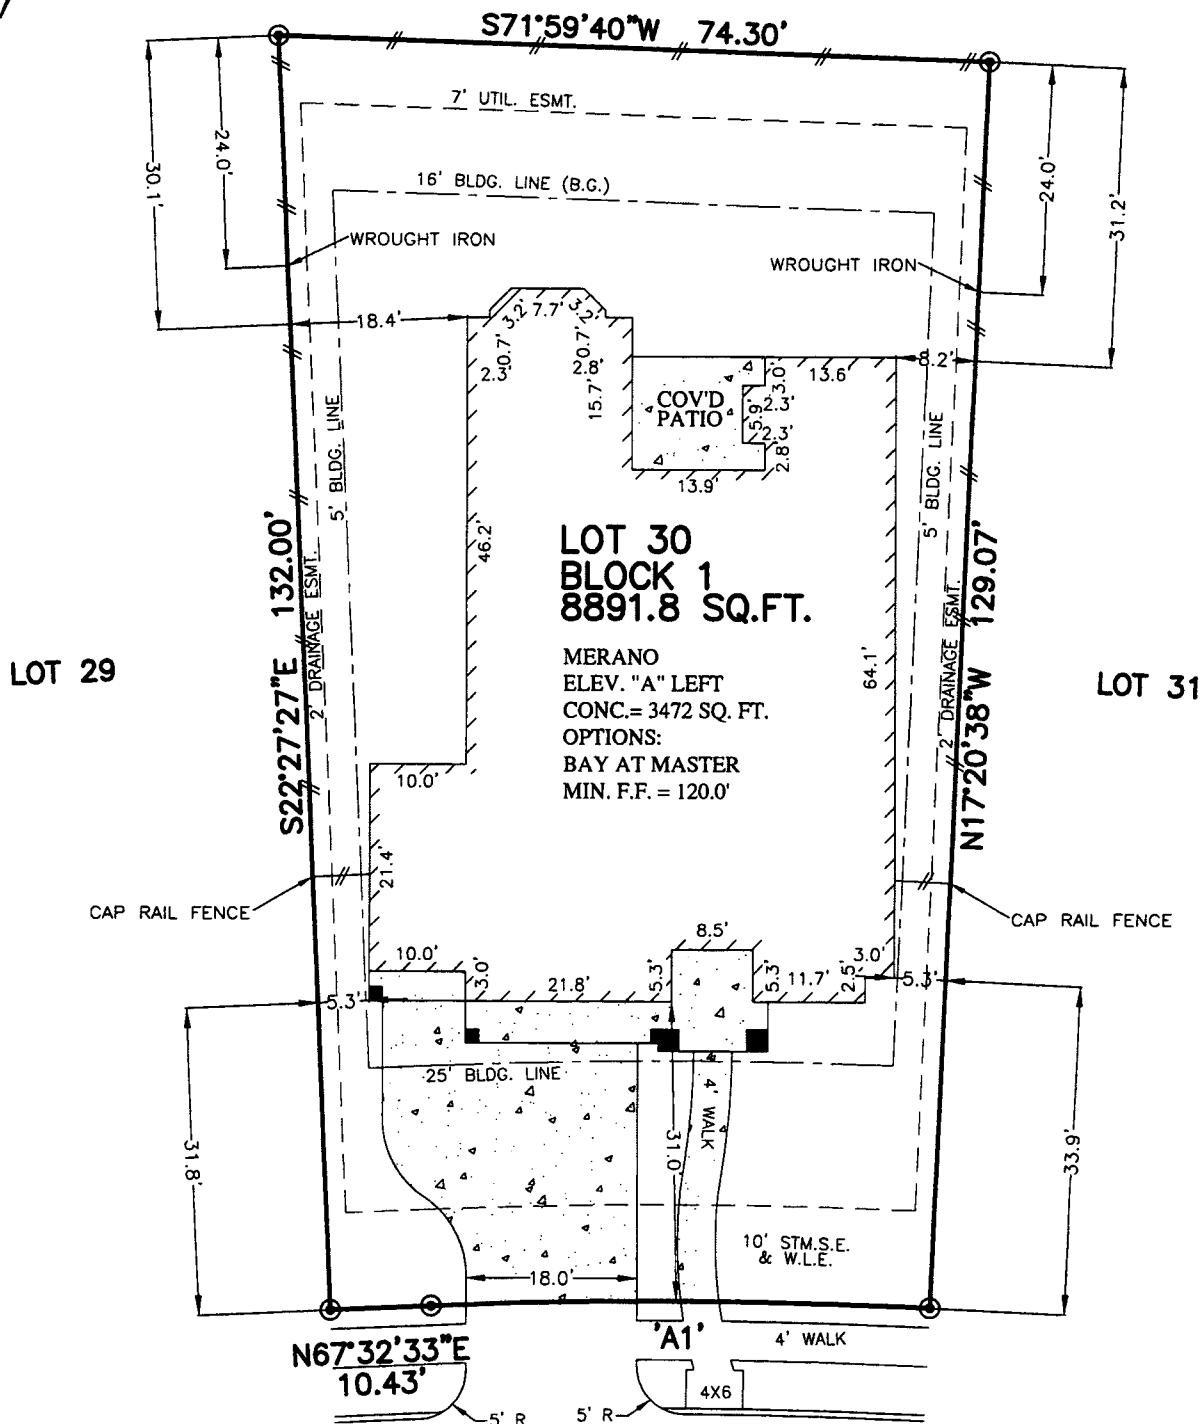 S71°59'40"W 74.30'
7' UTIL. ESMT.
16' BLDG. LINE (B.G.)
30.1'
24.0'
24.0'
31.2'
WROUGHT IRON
WROUGHT IRON
18.4'
3.2'
7.7'
3.2'
2.3'
0.7'
0.7'
2.8'
15.7'
COV'D
PATIO
3.0'
2.3'
5.9'
2.3'
2.8'
13.6'
8.2'
13.9'
5' BLDG. LINE
5' BLDG. LINE
46.2'
LOT 30
BLOCK 1
8891.8 SQ.FT.
S22°27'27"E 132.00'
2' DRAINAGE ESMT.
N17°20'38"W 129.07'
2' DRAINAGE ESMT.
LOT 29
LOT 31
MERANO
ELEV. "A" LEFT
CONC.= 3472 SQ. FT.
OPTIONS:
BAY AT MASTER
MIN. F.F. = 120.0'
64.1'
10.0'
21.4'
CAP RAIL FENCE
CAP RAIL FENCE
10.0'
3.0'
21.8'
5.3'
8.5'
5.3'
11.7'
2.5'
3.0'
5.3'
5.3'
25' BLDG. LINE
4' WALK
31.0'
31.8'
33.9'
10' STM.S.E.
& W.L.E.
18.0'
N67°32'33"E
10.43'
'A1'
4' WALK
4X6
5' R
5' R